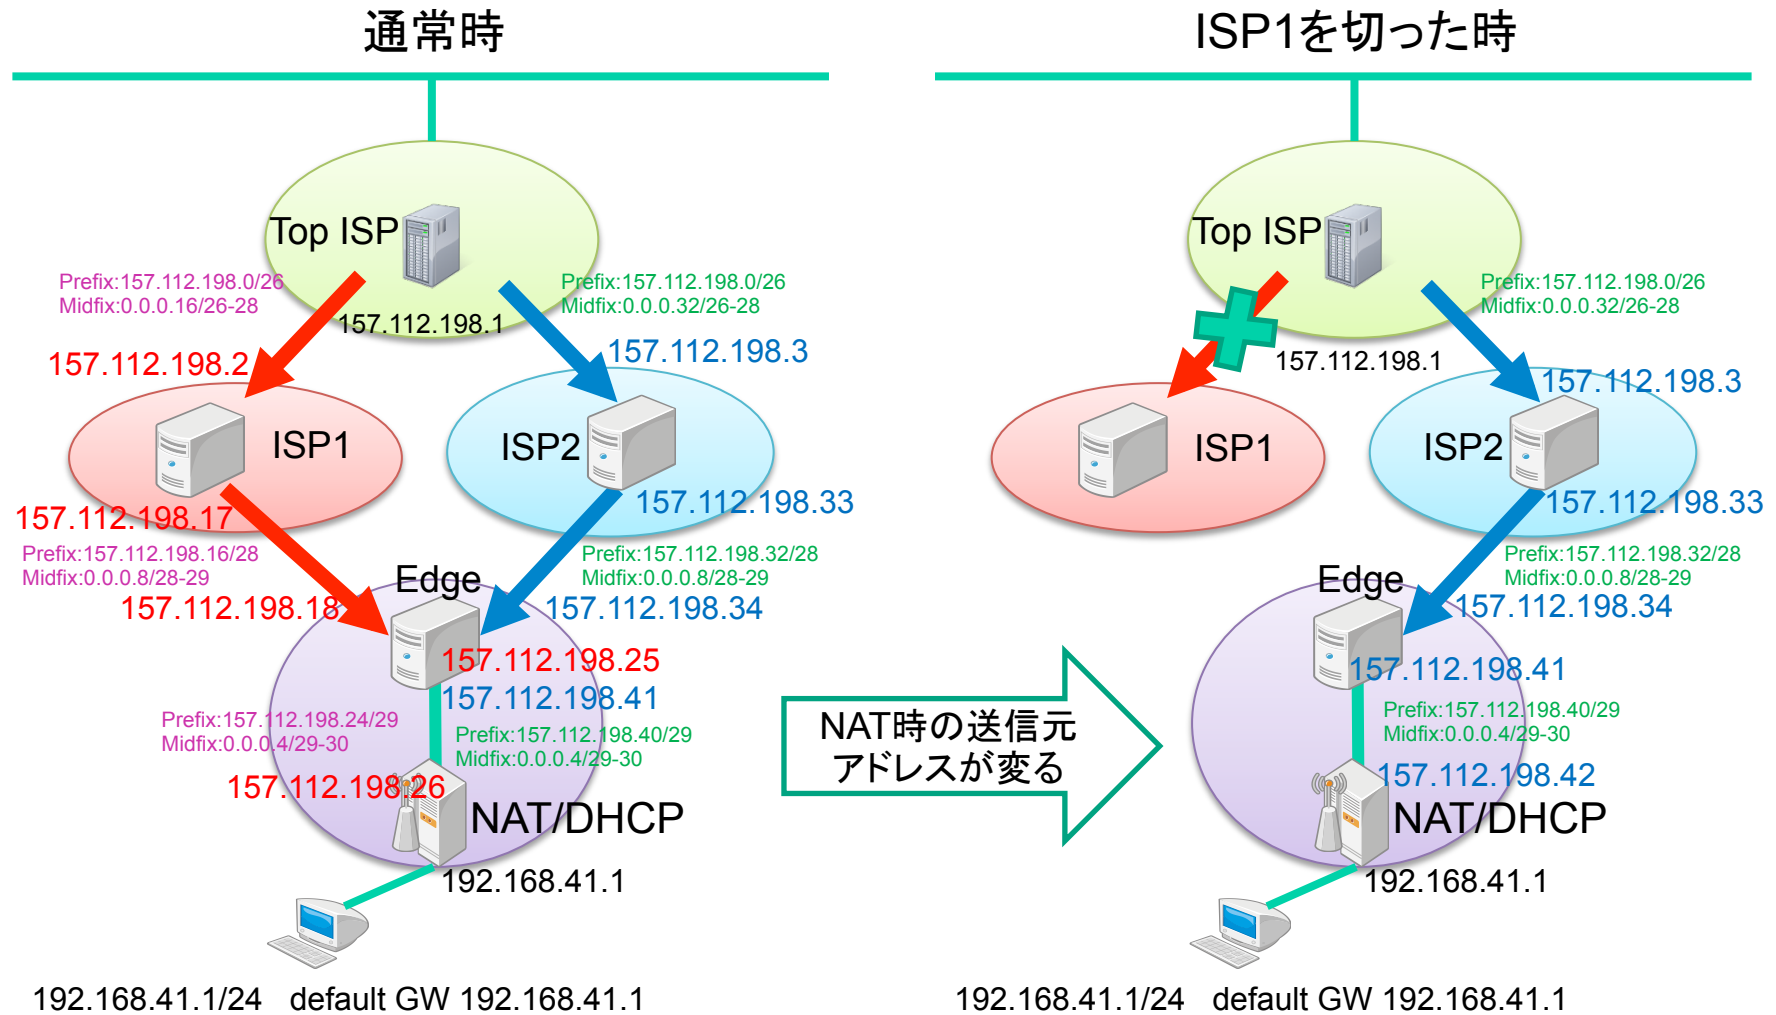 通常時
Top ISP
Prefix:157.112.198.0/26
Midfix:0.0.0.16/26-28
Prefix:157.112.198.0/26
Midfix:0.0.0.32/26-28
157.112.198.1
157.112.198.2
157.112.198.3
ISP1
ISP2
157.112.198.17
157.112.198.33
Prefix:157.112.198.16/28
Midfix:0.0.0.8/28-29
Prefix:157.112.198.32/28
Midfix:0.0.0.8/28-29
Edge
157.112.198.18
157.112.198.34
157.112.198.25
157.112.198.41
Prefix:157.112.198.24/29
Midfix:0.0.0.4/29-30
Prefix:157.112.198.40/29
Midfix:0.0.0.4/29-30
157.112.198.26
NAT/DHCP
192.168.41.1
192.168.41.1/24 default GW 192.168.41.1
NAT時の送信元
アドレスが変る
ISP1を切った時
Top ISP
Prefix:157.112.198.0/26
Midfix:0.0.0.32/26-28
157.112.198.1
157.112.198.3
ISP1
ISP2
157.112.198.33
Prefix:157.112.198.32/28
Midfix:0.0.0.8/28-29
Edge
157.112.198.34
157.112.198.41
Prefix:157.112.198.40/29
Midfix:0.0.0.4/29-30
157.112.198.42
NAT/DHCP
192.168.41.1
192.168.41.1/24 default GW 192.168.41.1